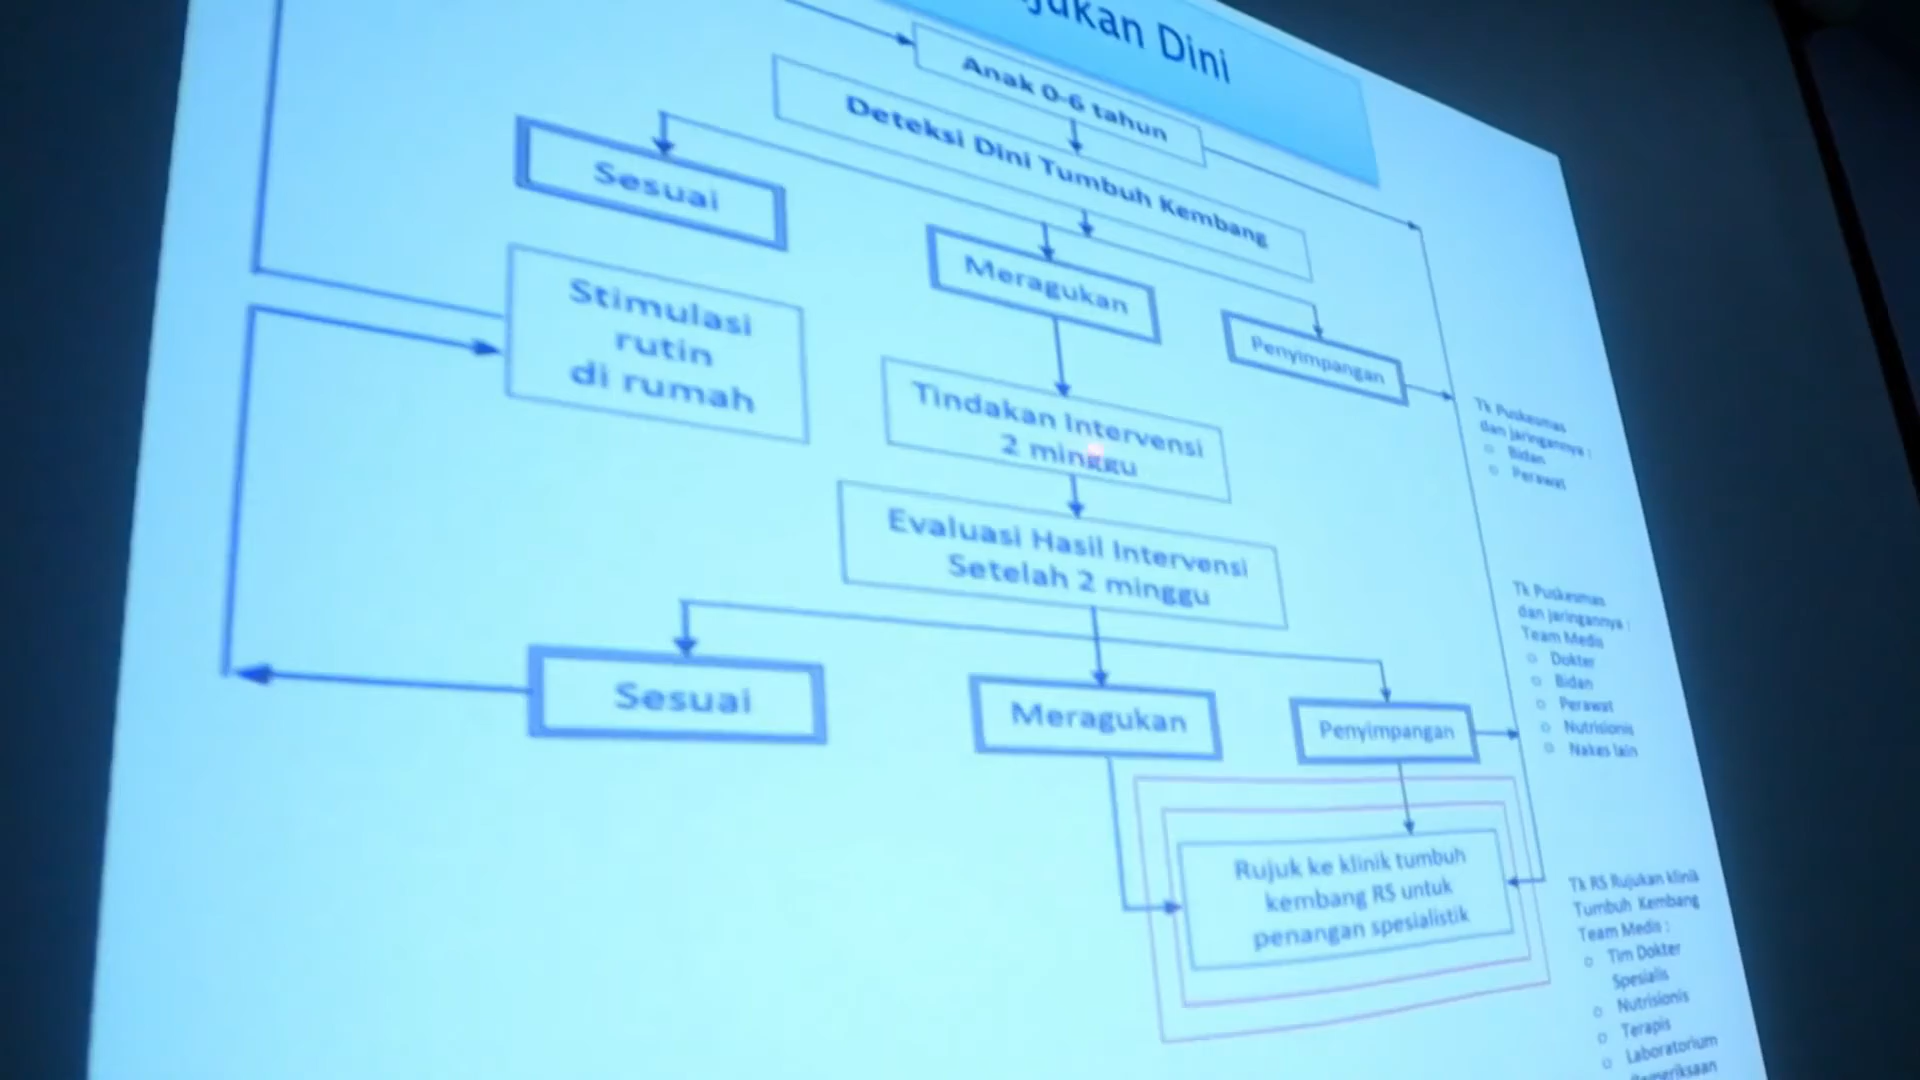 Dini
Anak 0-6 tahun
Deteksi Dini Tumbuh Kembang
Sesuai
Meragukan
Penyimpangan
Stimulasi
rutin
di rumah
Tindakan Intervensi
2 minggu
Evaluasi Hasil Intervensi
Setelah 2 minggu
Sesuai
Meragukan
Penyimpangan
Rujuk ke klinik tumbuh
kembang RS untuk
penangan spesialistik
Tk Puskesmas
dan jaringannya :
Bidan
Perawat
Tk Puskesmas
dan jaringannya :
Team Medis
Dokter
Bidan
Perawat
Nutrisionis
Nakes lain
Tk RS Rujukan klinik
Tumbuh Kembang
Team Medis :
Tim Dokter
Spesialis
Nutrisionis
Terapis
Laboratorium